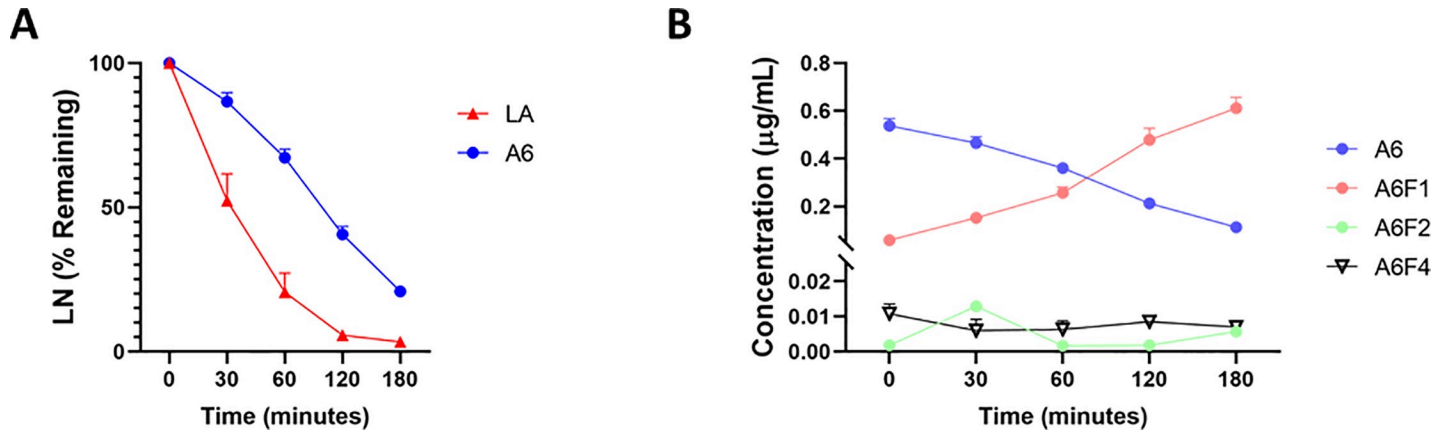 A
LN (% Remaining)
100
50
0
0 30 60 120 180
Time (minutes)
LA
A6
B
Concentration (µg/mL)
0.8
0.6
0.4
0.2
0.02
0.01
0.00
0 30 60 120 180
Time (minutes)
A6
A6F1
A6F2
A6F4